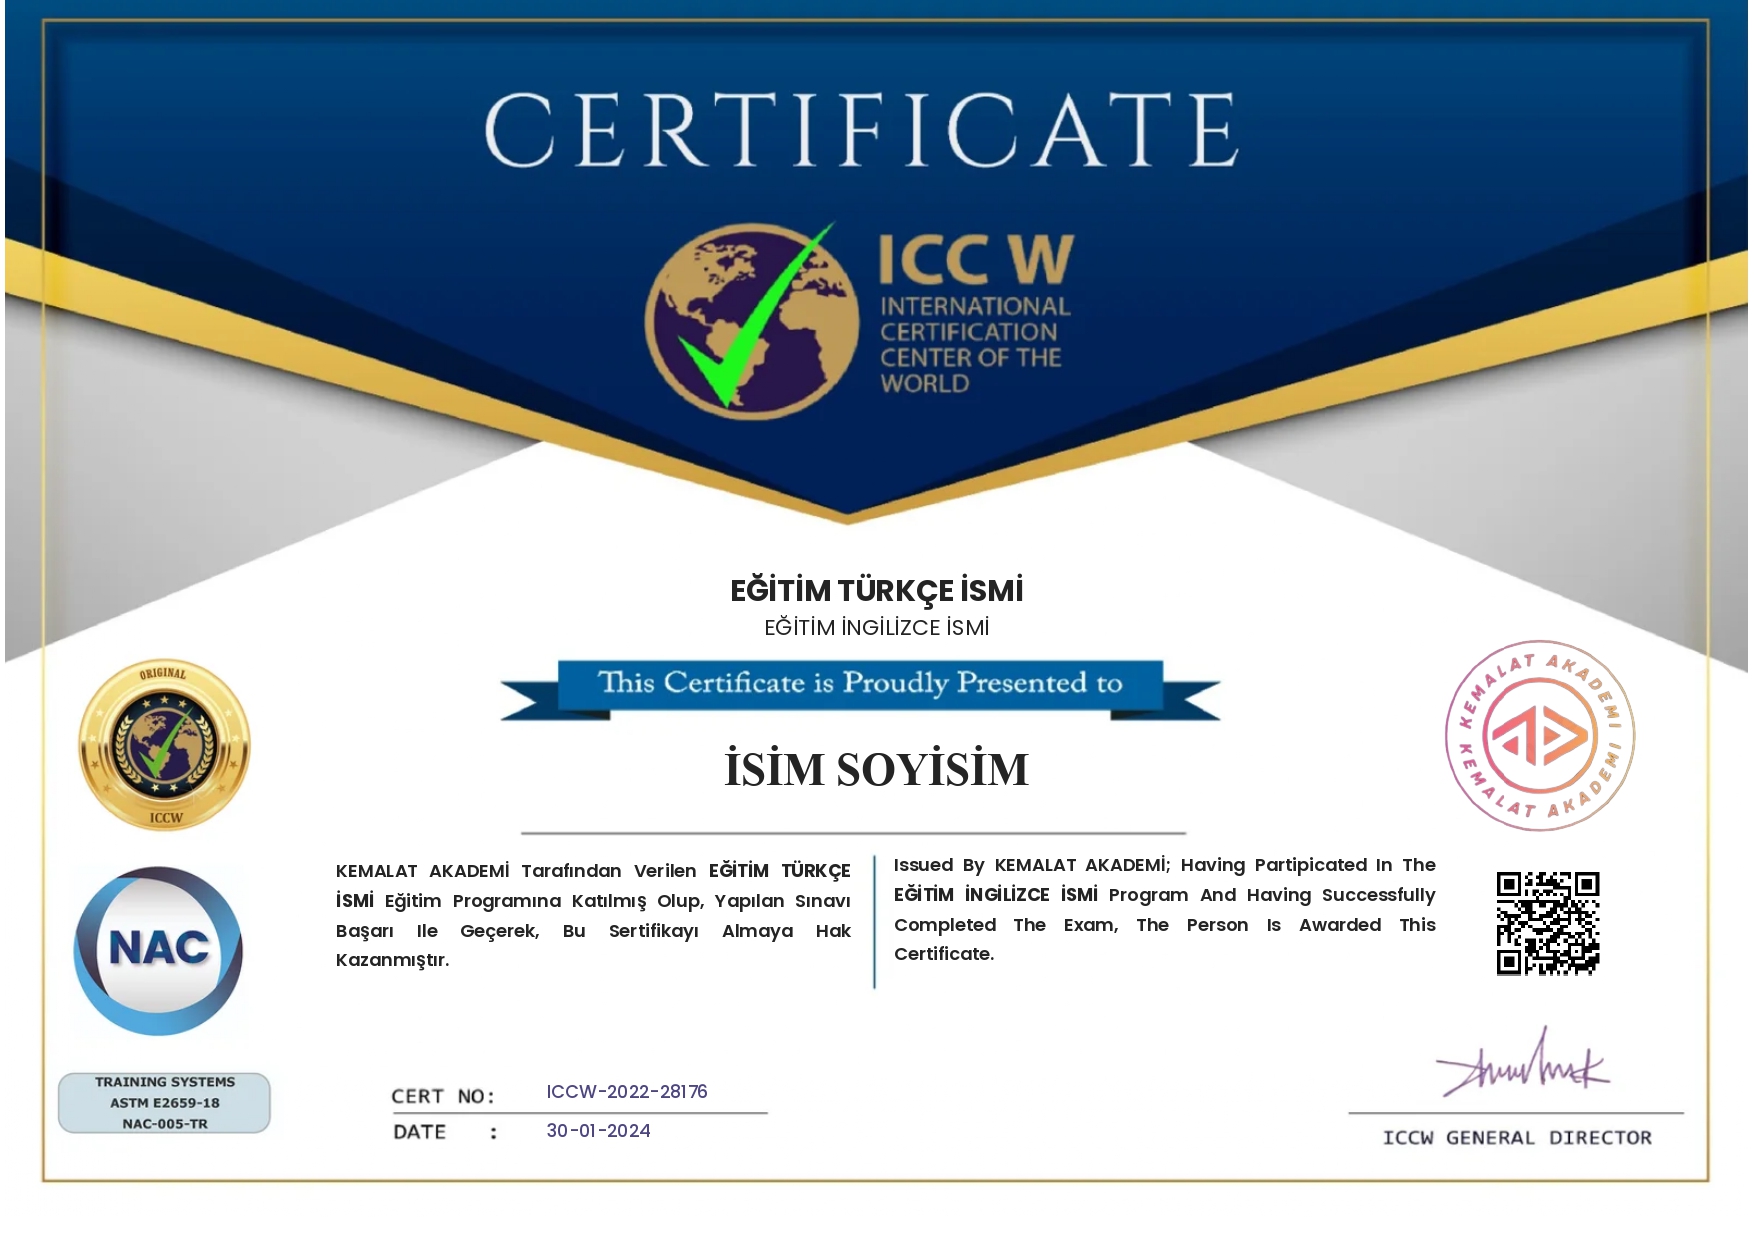 CERTIFICATE
ICC W
INTERNATIONAL
CERTIFICATION
CENTER OF THE
WORLD
EĞİTİM TÜRKÇE İSMİ
EĞİTİM İNGİLİZCE İSMİ
This Certificate is Proudly Presented to
İSİM SOYİSİM
ORIGINAL
ICCW
KEMALAT AKADEMI
KEMALAT AKADEMI
KEMALAT AKADEMİ Tarafından Verilen EĞİTİM TÜRKÇE
İSMİ Eğitim Programına Katılmış Olup, Yapılan Sınavı
Başarı Ile Geçerek, Bu Sertifikayı Almaya Hak
Kazanmıştır.
Issued By KEMALAT AKADEMİ; Having Partipicated In The
EĞİTİM İNGİLİZCE İSMİ Program And Having Successfully
Completed The Exam, The Person Is Awarded This
Certificate.
NAC
TRAINING SYSTEMS
ASTM E2659-18
NAC-005-TR
CERT NO: ICCW-2022-28176
DATE : 30-01-2024
ICCW GENERAL DIRECTOR